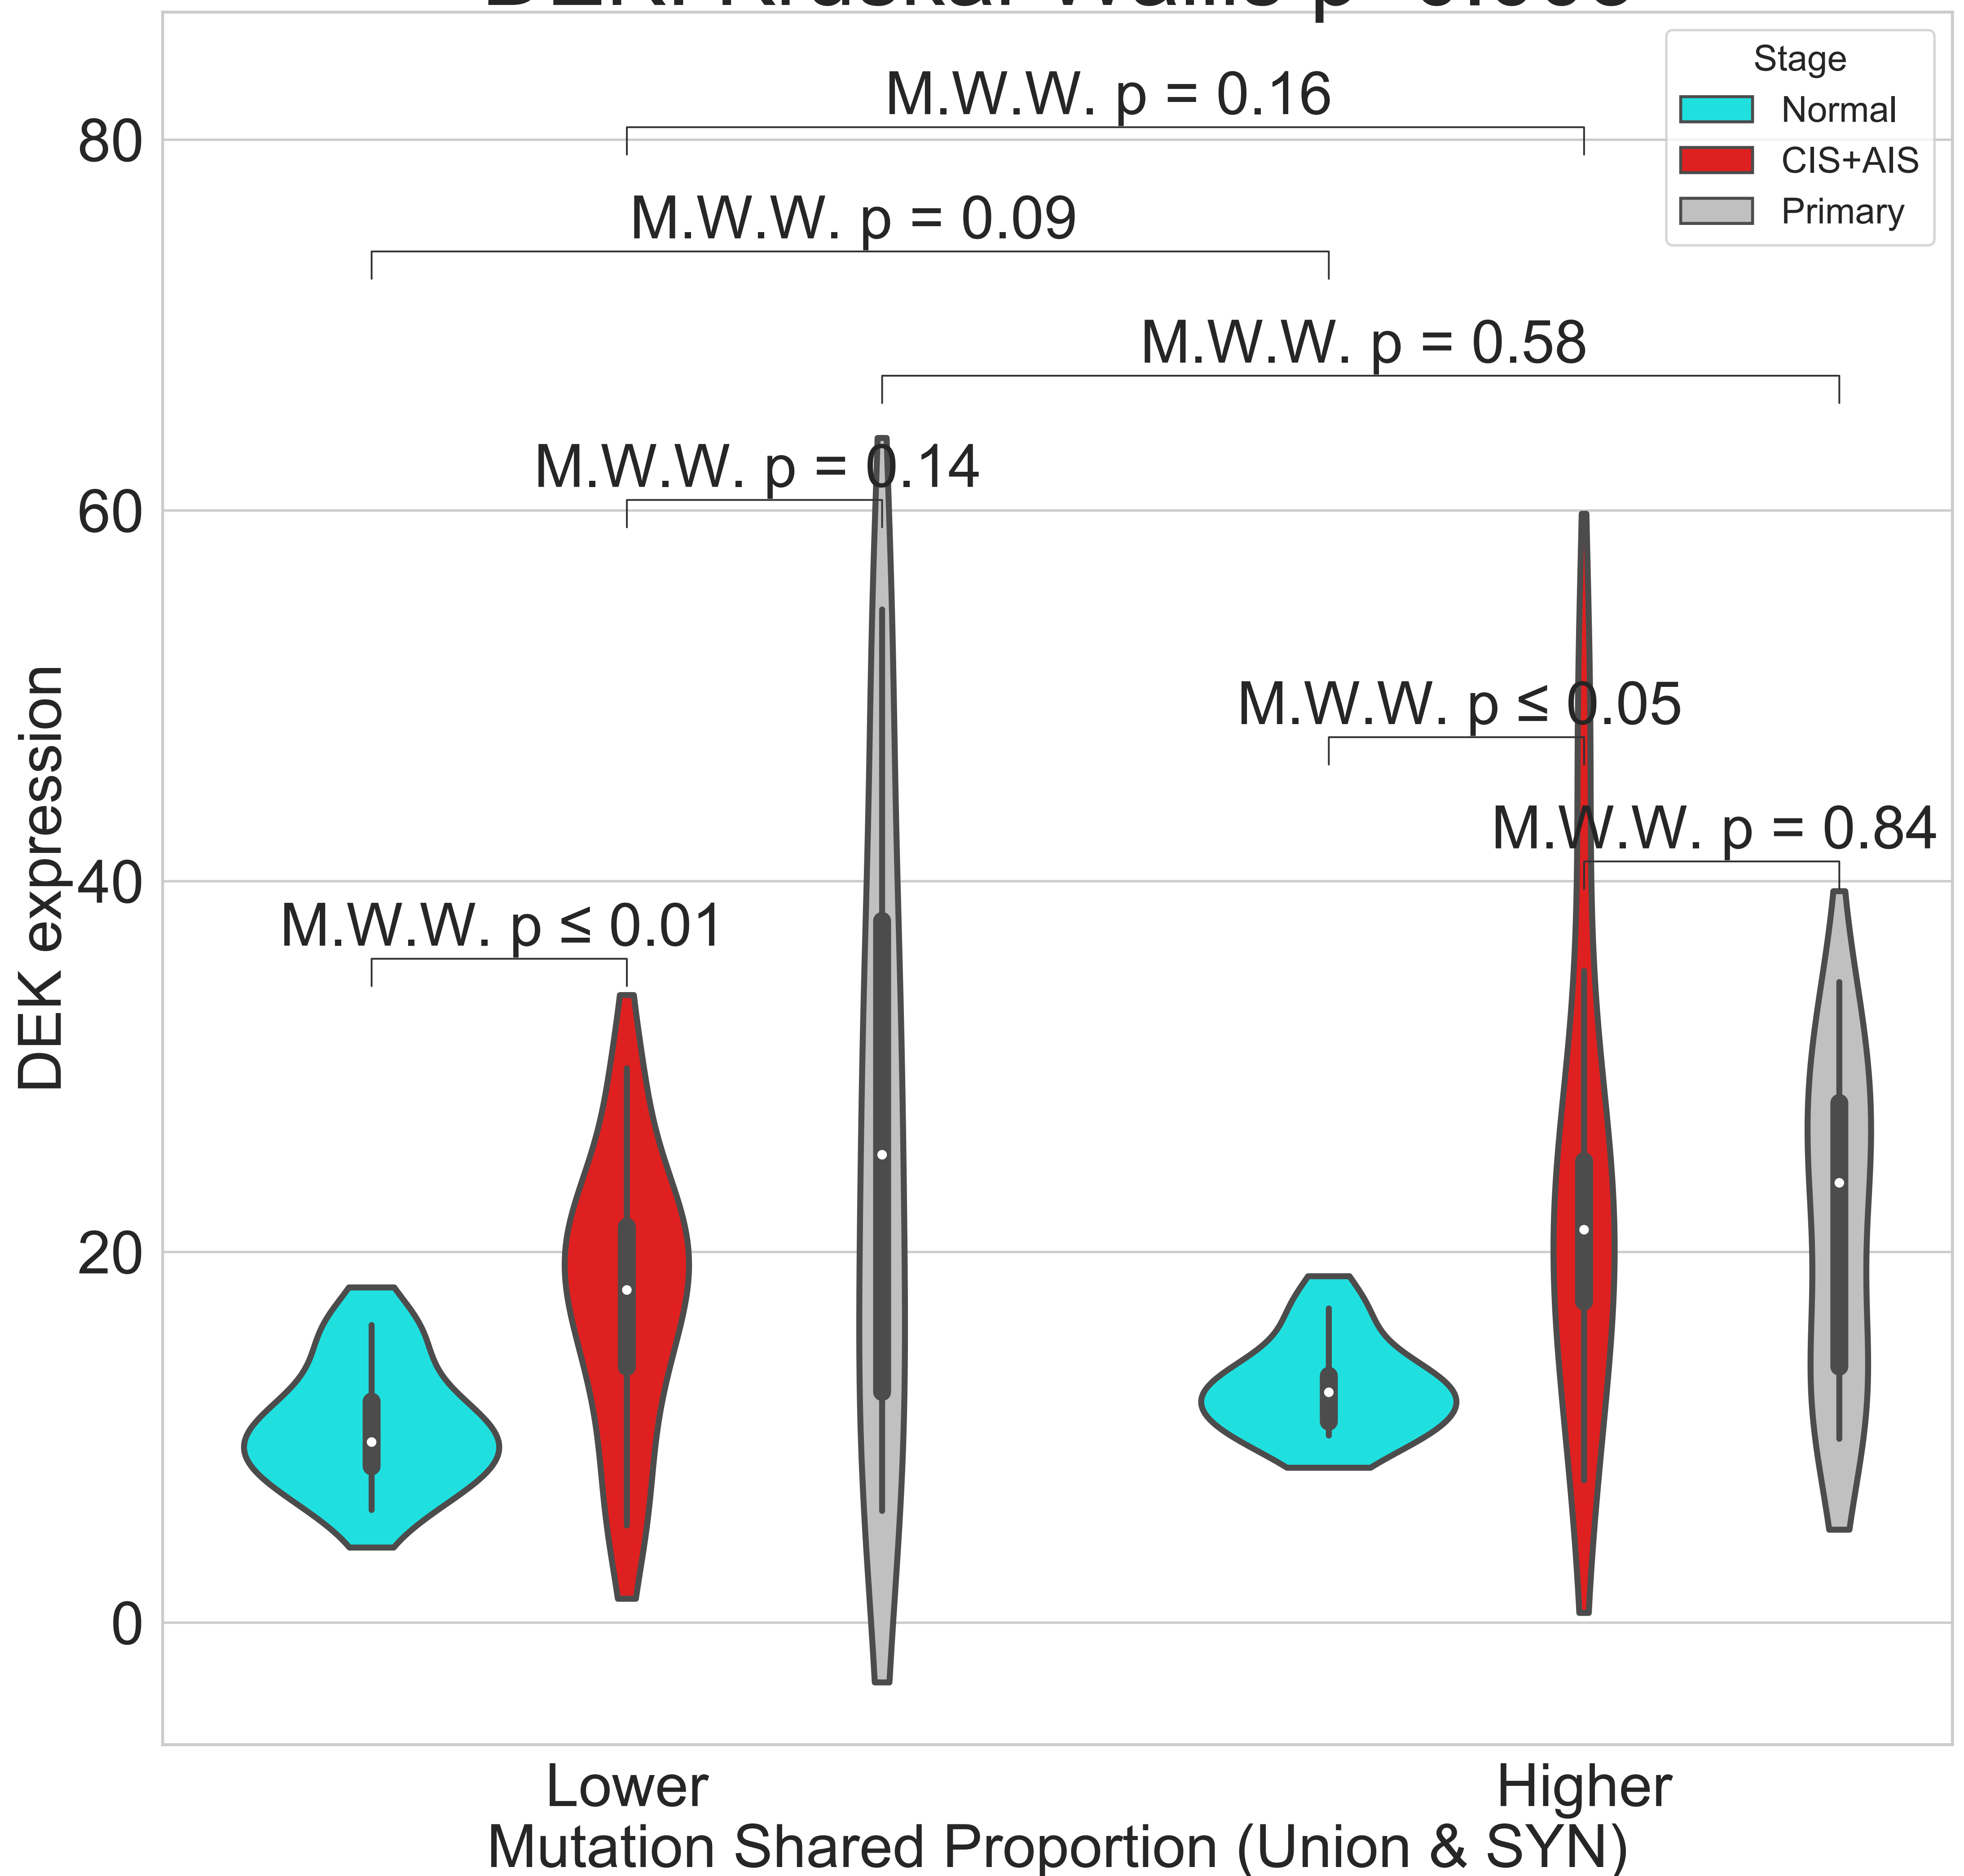 Stage
Normal
CIS+AIS
Primary
M.W.W. p = 0.16
M.W.W. p = 0.09
M.W.W. p = 0.58
M.W.W. p = 0.14
M.W.W. p ≤ 0.05
M.W.W. p = 0.84
M.W.W. p ≤ 0.01
80
60
40
20
0
DEK expression
Lower
Higher
Mutation Shared Proportion (Union & SYN)